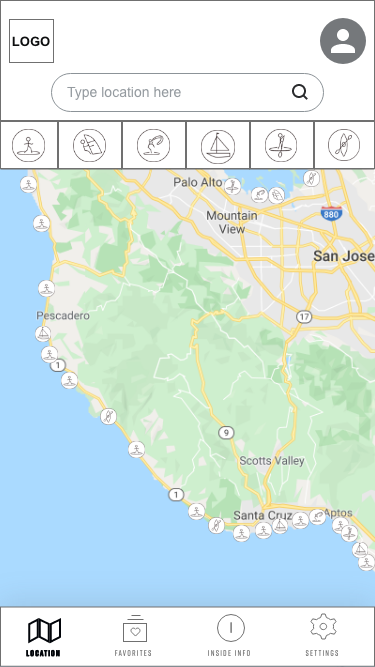 LOGO
Type location here
Palo Alto
Mountain
View
880
San Jose
17
Pescadero
1
9
Scotts Valley
1
Santa Cruz
Aptos
LOCATION
FAVORITES
INSIDE INFO
SETTINGS